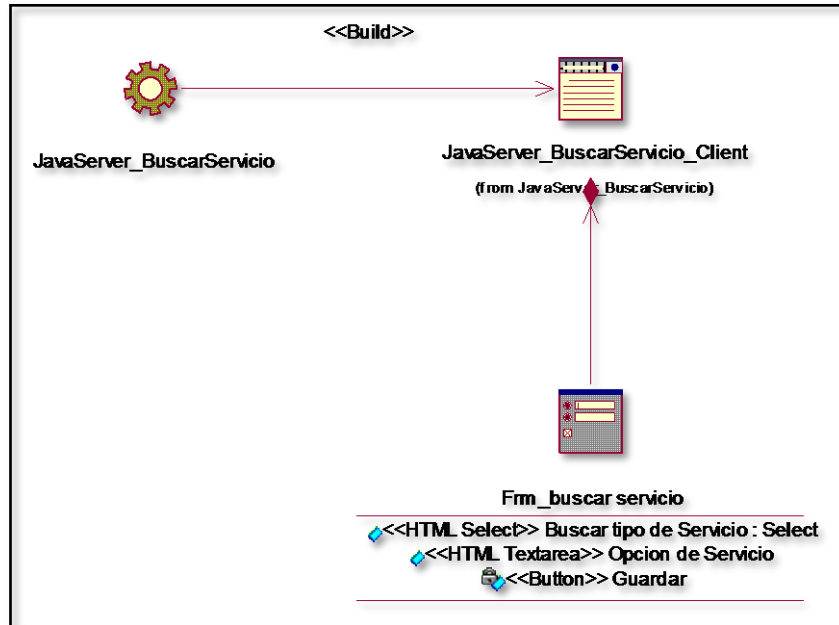 <<Build>>
JavaServer_BuscarServicio
JavaServer_BuscarServicio_Client
(from JavaServer_BuscarServicio)
Frm_buscar servicio
<<HTML Select>> Buscar tipo de Servicio : Select
<<HTML Textarea>> Opcion de Servicio
<<Button>> Guardar